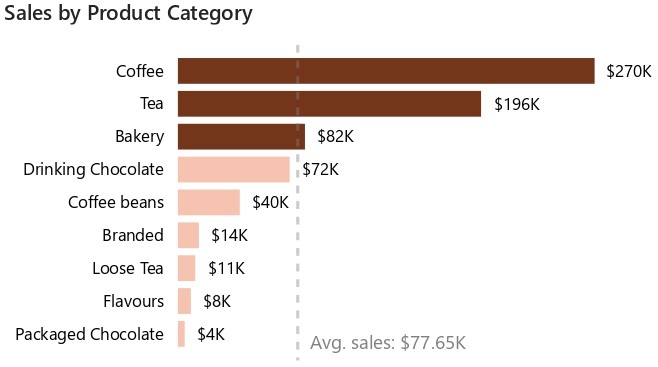 Sales by Product Category
Coffee $270K
Tea $196K
Bakery $82K
Drinking Chocolate $72K
Coffee beans $40K
Branded $14K
Loose Tea $11K
Flavours $8K
Packaged Chocolate $4K
Avg. sales: $77.65K